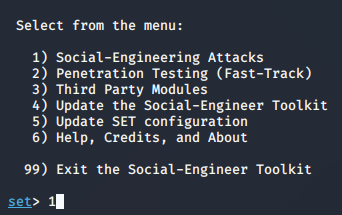 Select from the menu:
1) Social-Engineering Attacks
2) Penetration Testing (Fast-Track)
3) Third Party Modules
4) Update the Social-Engineer Toolkit
5) Update SET configuration
6) Help, Credits, and About
99) Exit the Social-Engineer Toolkit
set> 1